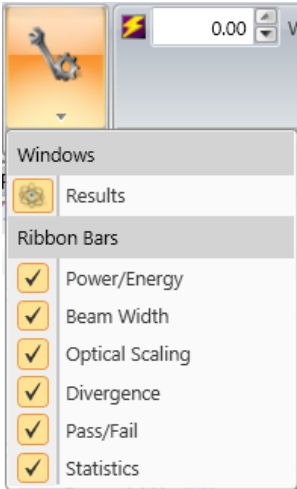 0.00
Windows
Results
Ribbon Bars
Power/Energy
Beam Width
Optical Scaling
Divergence
Pass/Fail
Statistics